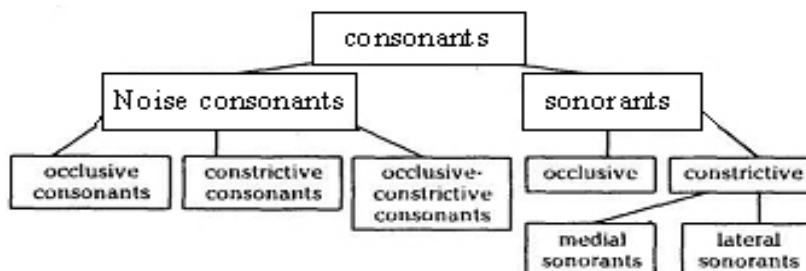 consonants
Noise consonants
sonorants
occlusive
consonants
constrictive
consonants
occlusive-
constrictive
consonants
occlusive
constrictive
medial
sonorants
lateral
sonorants